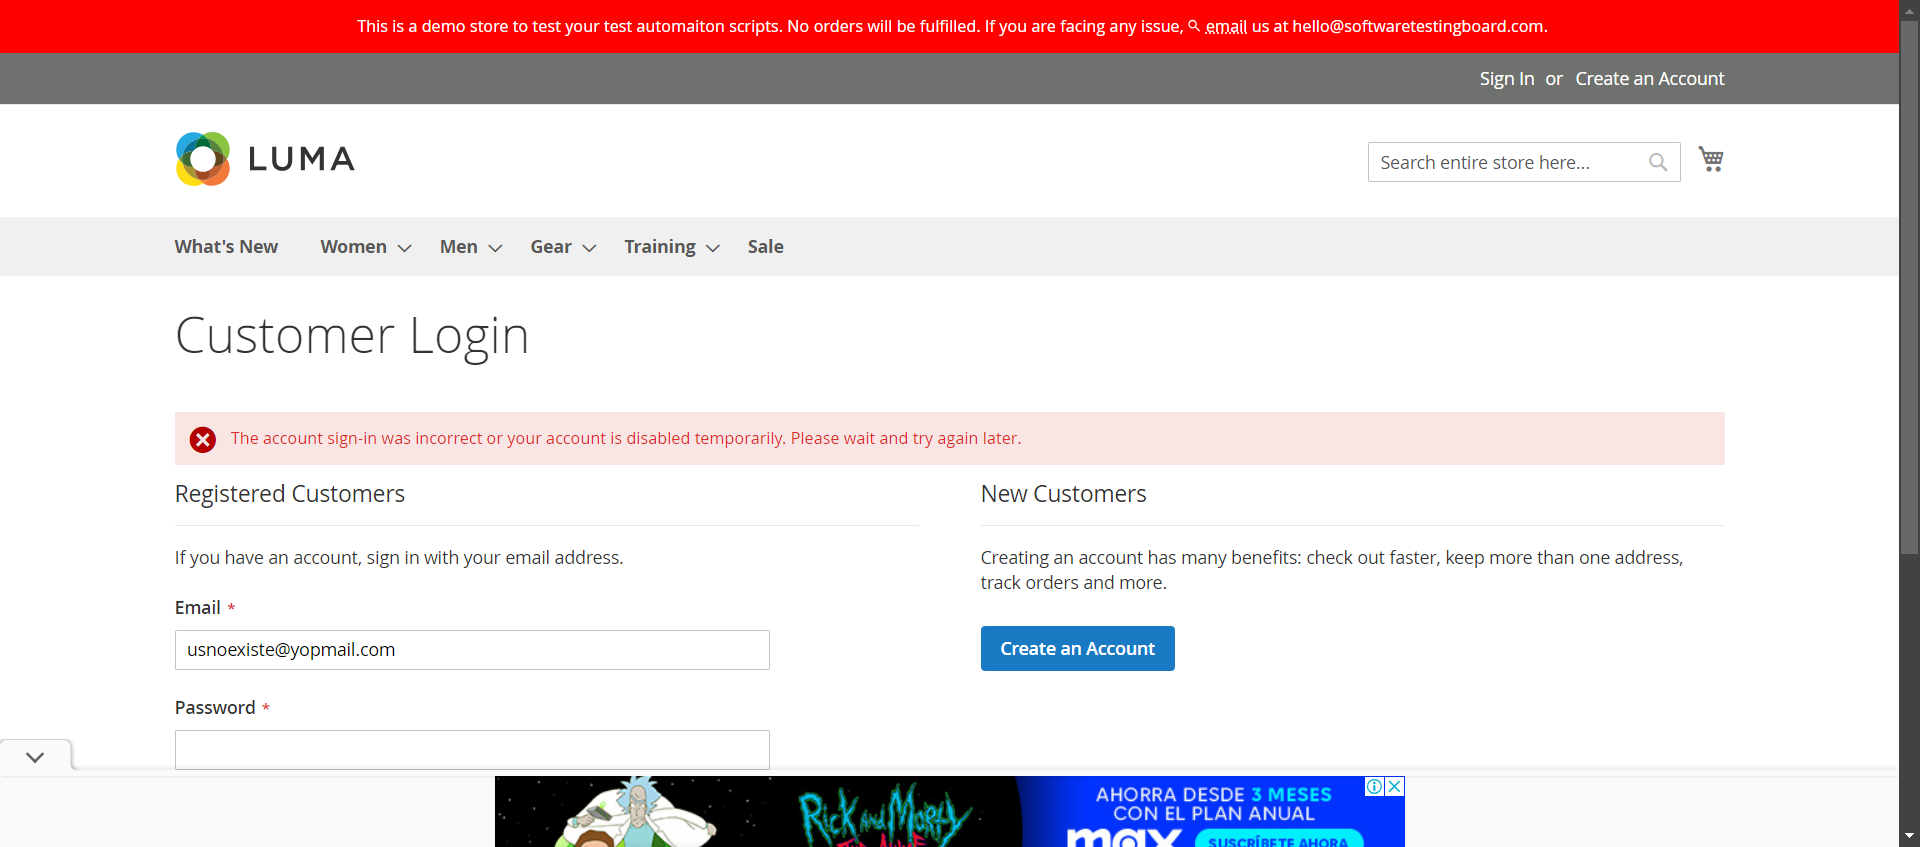 This is a demo store to test your test automaiton scripts. No orders will be fulfilled. If you are facing any issue, email us at hello@softwaretestingboard.com.
Sign In or Create an Account
LUMA
Search entire store here...
What's New Women Men Gear Training Sale
Customer Login
The account sign-in was incorrect or your account is disabled temporarily. Please wait and try again later.
Registered Customers
If you have an account, sign in with your email address.
Email *
usnoexiste@yopmail.com
Password *
New Customers
Creating an account has many benefits: check out faster, keep more than one address,
track orders and more.
Create an Account
Rick and Morty
AHORRA DESDE 3 MESES
CON EL PLAN ANUAL
max
SUSCRÍBETE AHORA